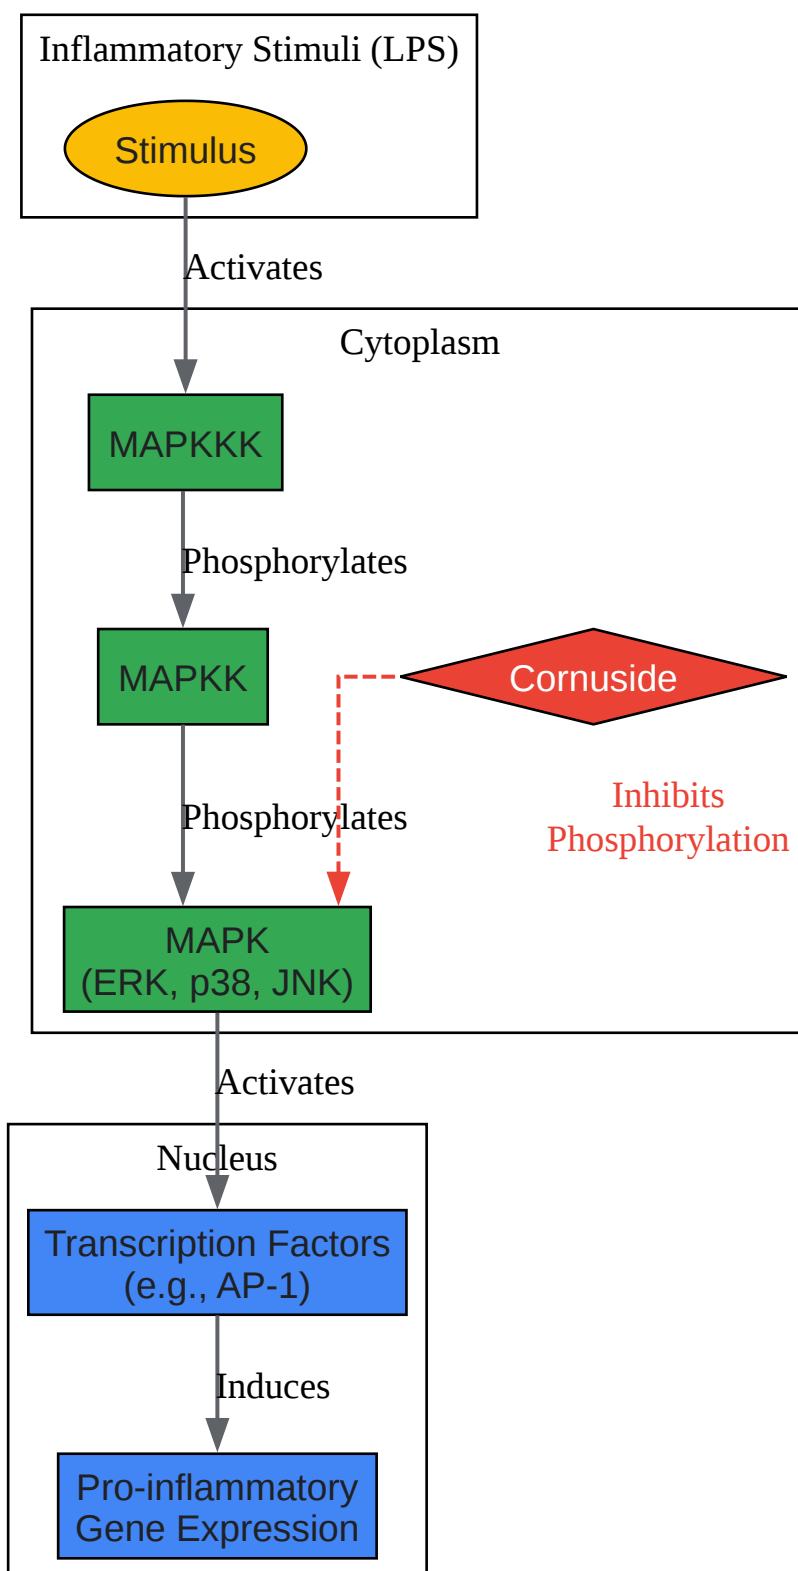 Inflammatory Stimuli (LPS)
Stimulus
Activates
Cytoplasm
MAPKKK
Phosphorylates
MAPKK
Cornuside
Inhibits
Phosphorylation
Phosphorylates
MAPK
(ERK, p38, JNK)
Activates
Nucleus
Transcription Factors
(e.g., AP-1)
Induces
Pro-inflammatory
Gene Expression